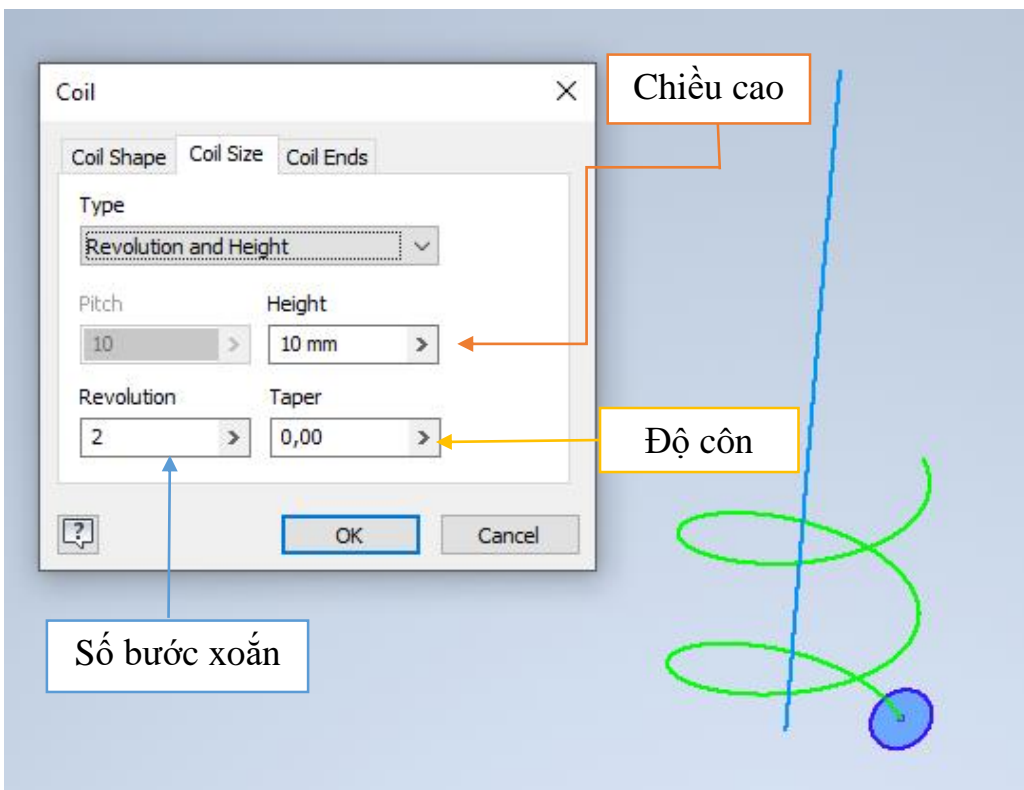 Coil
Chiều cao
Coil Shape Coil Size Coil Ends
Type
Revolution and Height
Pitch Height
10 10 mm
Revolution Taper
2 0,00
Độ côn
? OK Cancel
Số bước xoắn